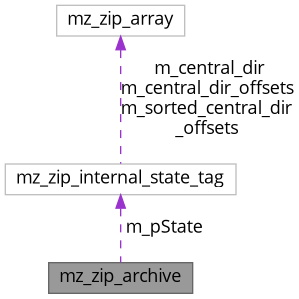 mz_zip_array
m_central_dir
m_central_dir_offsets
m_sorted_central_dir
_offsets
mz_zip_internal_state_tag
m_pState
mz_zip_archive